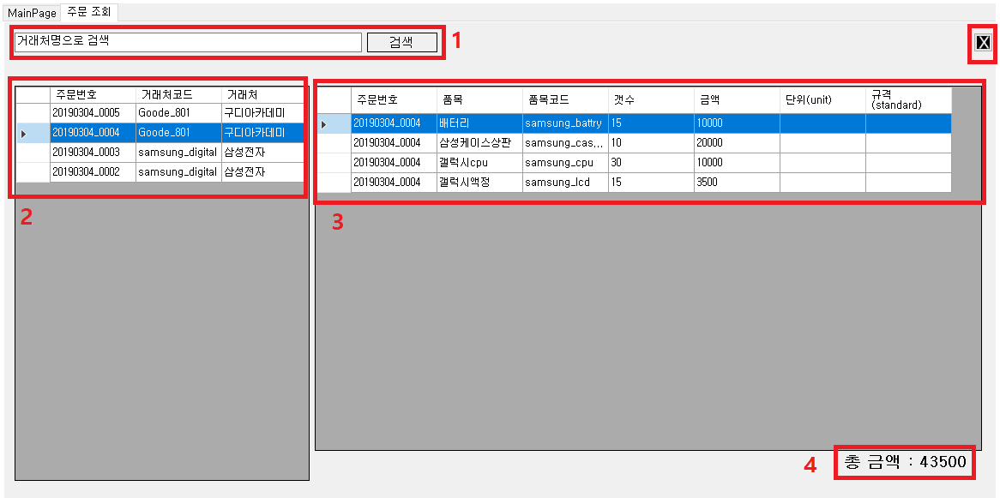 MainPage 주문 조회
거래처명으로 검색 검색 1 X
주문번호 거래처코드 거래처
20190304_0005 Goode_801 구디아카데미
20190304_0004 Goode_801 구디아카데미
20190304_0003 samsung_digital 삼성전자
20190304_0002 samsung_digital 삼성전자
2
주문번호 품목 품목코드 갯수 금액 단위(unit) 규격
(standard)
20190304_0004 배터리 samsung_battry 15 10000
20190304_0004 삼성케이스상판 samsung_cas... 10 20000
20190304_0004 갤럭시cpu samsung_cpu 30 10000
20190304_0004 갤럭시액정 samsung_lcd 15 3500
3
4 총 금액 : 43500